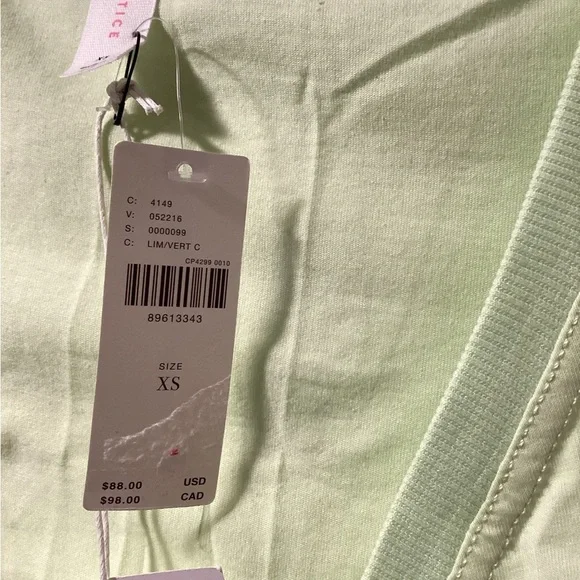 TICE
C: 4149
V: 052216
S: 0000099
C: LIM/VERT C
CP4299 0010
89613343
SIZE
XS
$88.00 USD
$98.00 CAD